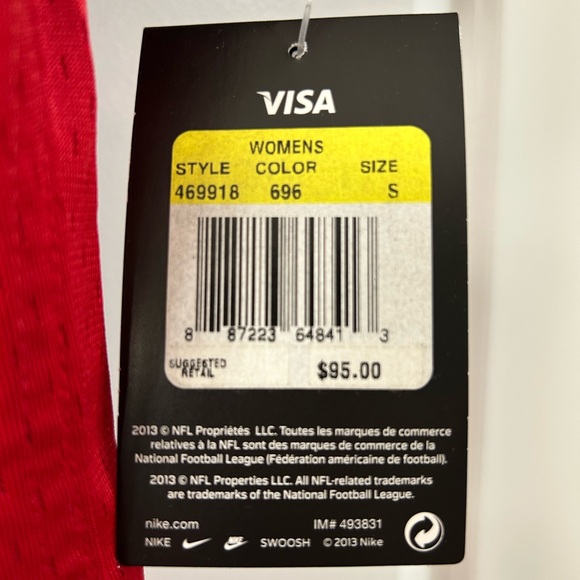 VISA
WOMENS
STYLE COLOR SIZE
469918 696 S
8 87223 64841 3
SUGGESTED
RETAIL $95.00
2013 © NFL Propriétés LLC. Toutes les marques de commerce
relatives à la NFL sont des marques de commerce de la
National Football League (Fédération américaine de football).
2013 © NFL Properties LLC. All NFL-related trademarks
are trademarks of the National Football League.
nike.com IM# 493831
NIKE SWOOSH © 2013 Nike